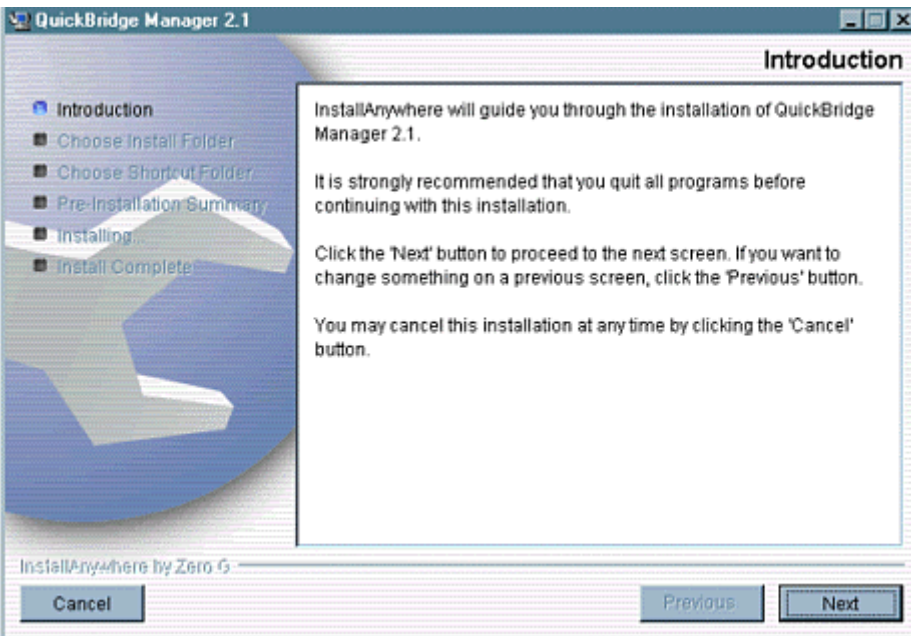 QuickBridge Manager 2.1
Introduction
Introduction
Choose Install Folder
Choose Shortcut Folder
Pre-Installation Summary
Installing...
Install Complete
InstallAnywhere will guide you through the installation of QuickBridge
Manager 2.1.
It is strongly recommended that you quit all programs before
continuing with this installation.
Click the 'Next' button to proceed to the next screen. If you want to
change something on a previous screen, click the 'Previous' button.
You may cancel this installation at any time by clicking the 'Cancel'
button.
InstallAnywhere by Zero G
Cancel
Previous
Next